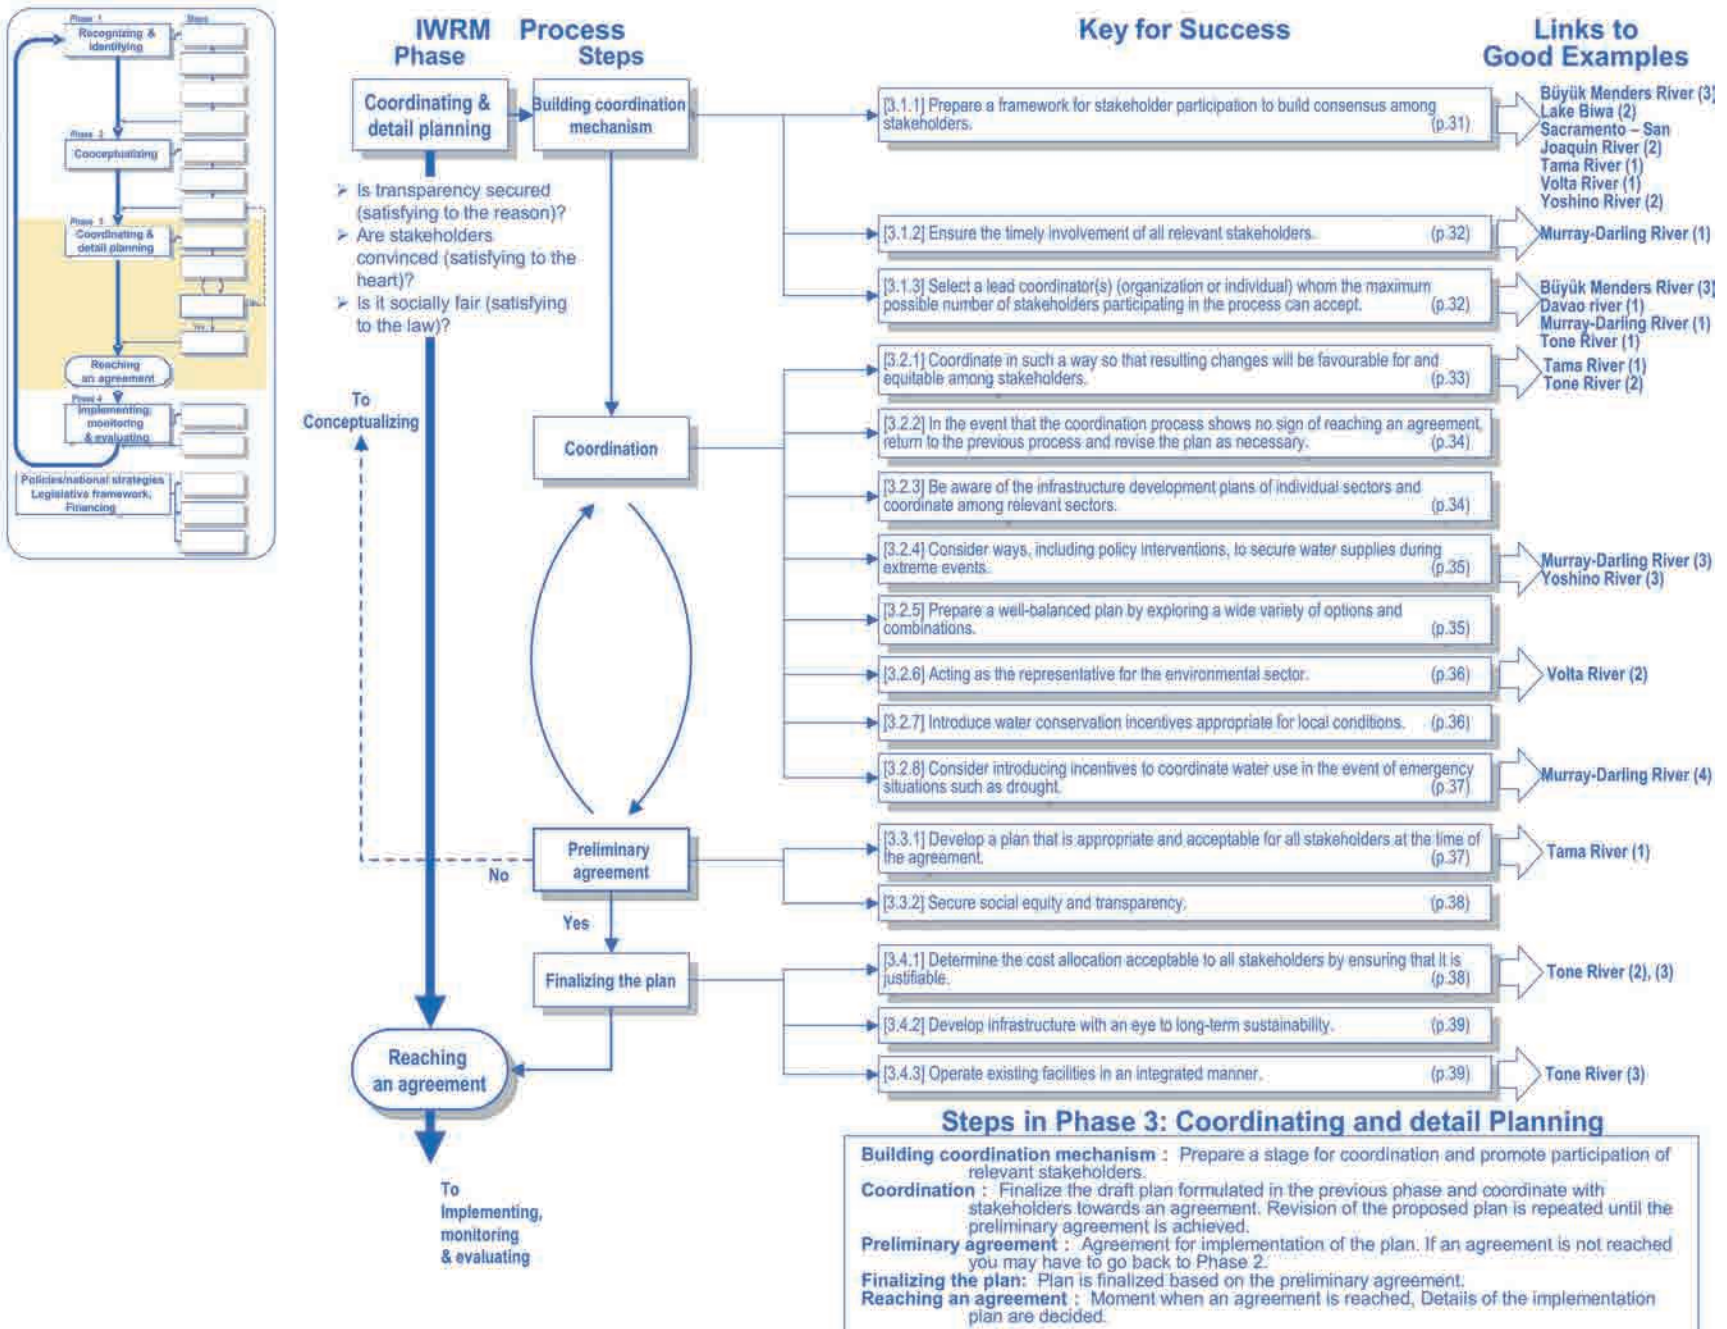 Phase 1
Steps
Recognizing &
identifying
Phase 2
Conceptualizing
Phase 3
Coordinating &
detail planning
Yes
Reaching
an agreement
Phase 4
Implementing,
monitoring
& evaluating
Policies/national strategies
Legislative framework,
Financing
IWRM Process
Phase
Steps
Key for Success
Links to
Good Examples
Coordinating &
detail planning
Building coordination
mechanism
➢ Is transparency secured
(satisfying to the reason)?
➢ Are stakeholders
convinced (satisfying to the
heart)?
➢ Is it socially fair (satisfying
to the law)?
To
Conceptualizing
Coordination
Preliminary
agreement
No
Yes
Finalizing the plan
Reaching
an agreement
To
Implementing,
monitoring
& evaluating
[3.1.1] Prepare a framework for stakeholder participation to build consensus among
stakeholders. (p.31)
Büyük Menders River (3)
Lake Biwa (2)
Sacramento – San
Joaquin River (2)
Tama River (1)
Volta River (1)
Yoshino River (2)
[3.1.2] Ensure the timely involvement of all relevant stakeholders. (p.32)
Murray-Darling River (1)
[3.1.3] Select a lead coordinator(s) (organization or individual) whom the maximum
possible number of stakeholders participating in the process can accept. (p.32)
Büyük Menders River (3)
Davao river (1)
Murray-Darling River (1)
Tone River (1)
[3.2.1] Coordinate in such a way so that resulting changes will be favourable for and
equitable among stakeholders. (p.33)
Tama River (1)
Tone River (2)
[3.2.2] In the event that the coordination process shows no sign of reaching an agreement,
return to the previous process and revise the plan as necessary. (p.34)
[3.2.3] Be aware of the infrastructure development plans of individual sectors and
coordinate among relevant sectors. (p.34)
[3.2.4] Consider ways, including policy interventions, to secure water supplies during
extreme events. (p.35)
Murray-Darling River (3)
Yoshino River (3)
[3.2.5] Prepare a well-balanced plan by exploring a wide variety of options and
combinations. (p.35)
[3.2.6] Acting as the representative for the environmental sector. (p.36)
Volta River (2)
[3.2.7] Introduce water conservation incentives appropriate for local conditions. (p.36)
[3.2.8] Consider introducing incentives to coordinate water use in the event of emergency
situations such as drought. (p.37)
Murray-Darling River (4)
[3.3.1] Develop a plan that is appropriate and acceptable for all stakeholders at the time of
the agreement. (p.37)
Tama River (1)
[3.3.2] Secure social equity and transparency. (p.38)
[3.4.1] Determine the cost allocation acceptable to all stakeholders by ensuring that it is
justifiable. (p.38)
Tone River (2), (3)
[3.4.2] Develop infrastructure with an eye to long-term sustainability. (p.39)
[3.4.3] Operate existing facilities in an integrated manner. (p.39)
Tone River (3)
Steps in Phase 3: Coordinating and detail Planning
Building coordination mechanism : Prepare a stage for coordination and promote participation of
relevant stakeholders.
Coordination : Finalize the draft plan formulated in the previous phase and coordinate with
stakeholders towards an agreement. Revision of the proposed plan is repeated until the
preliminary agreement is achieved.
Preliminary agreement : Agreement for implementation of the plan. If an agreement is not reached
you may have to go back to Phase 2.
Finalizing the plan: Plan is finalized based on the preliminary agreement.
Reaching an agreement : Moment when an agreement is reached, Details of the implementation
plan are decided.